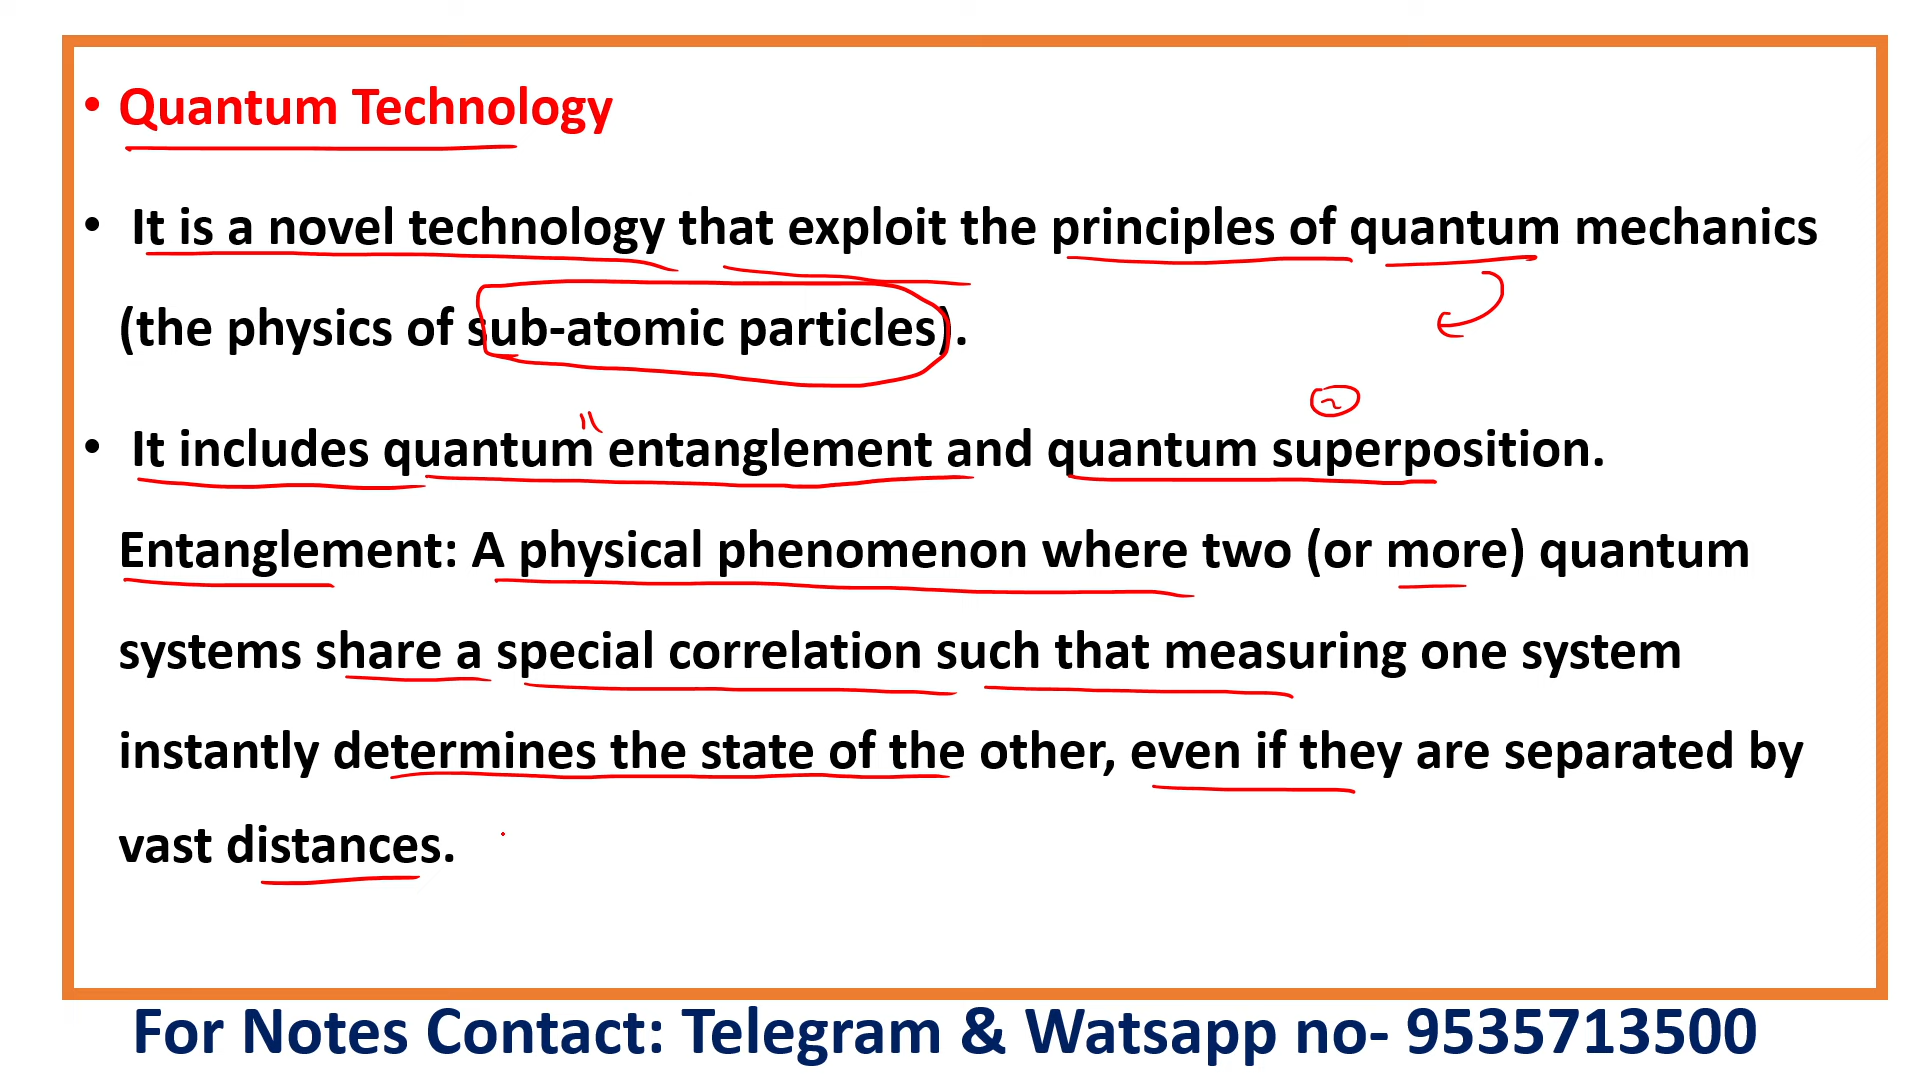 • Quantum Technology
• It is a novel technology that exploit the principles of quantum mechanics
(the physics of sub-atomic particles).
• It includes quantum entanglement and quantum superposition.
Entanglement: A physical phenomenon where two (or more) quantum
systems share a special correlation such that measuring one system
instantly determines the state of the other, even if they are separated by
vast distances.
For Notes Contact: Telegram & Watsapp no- 9535713500